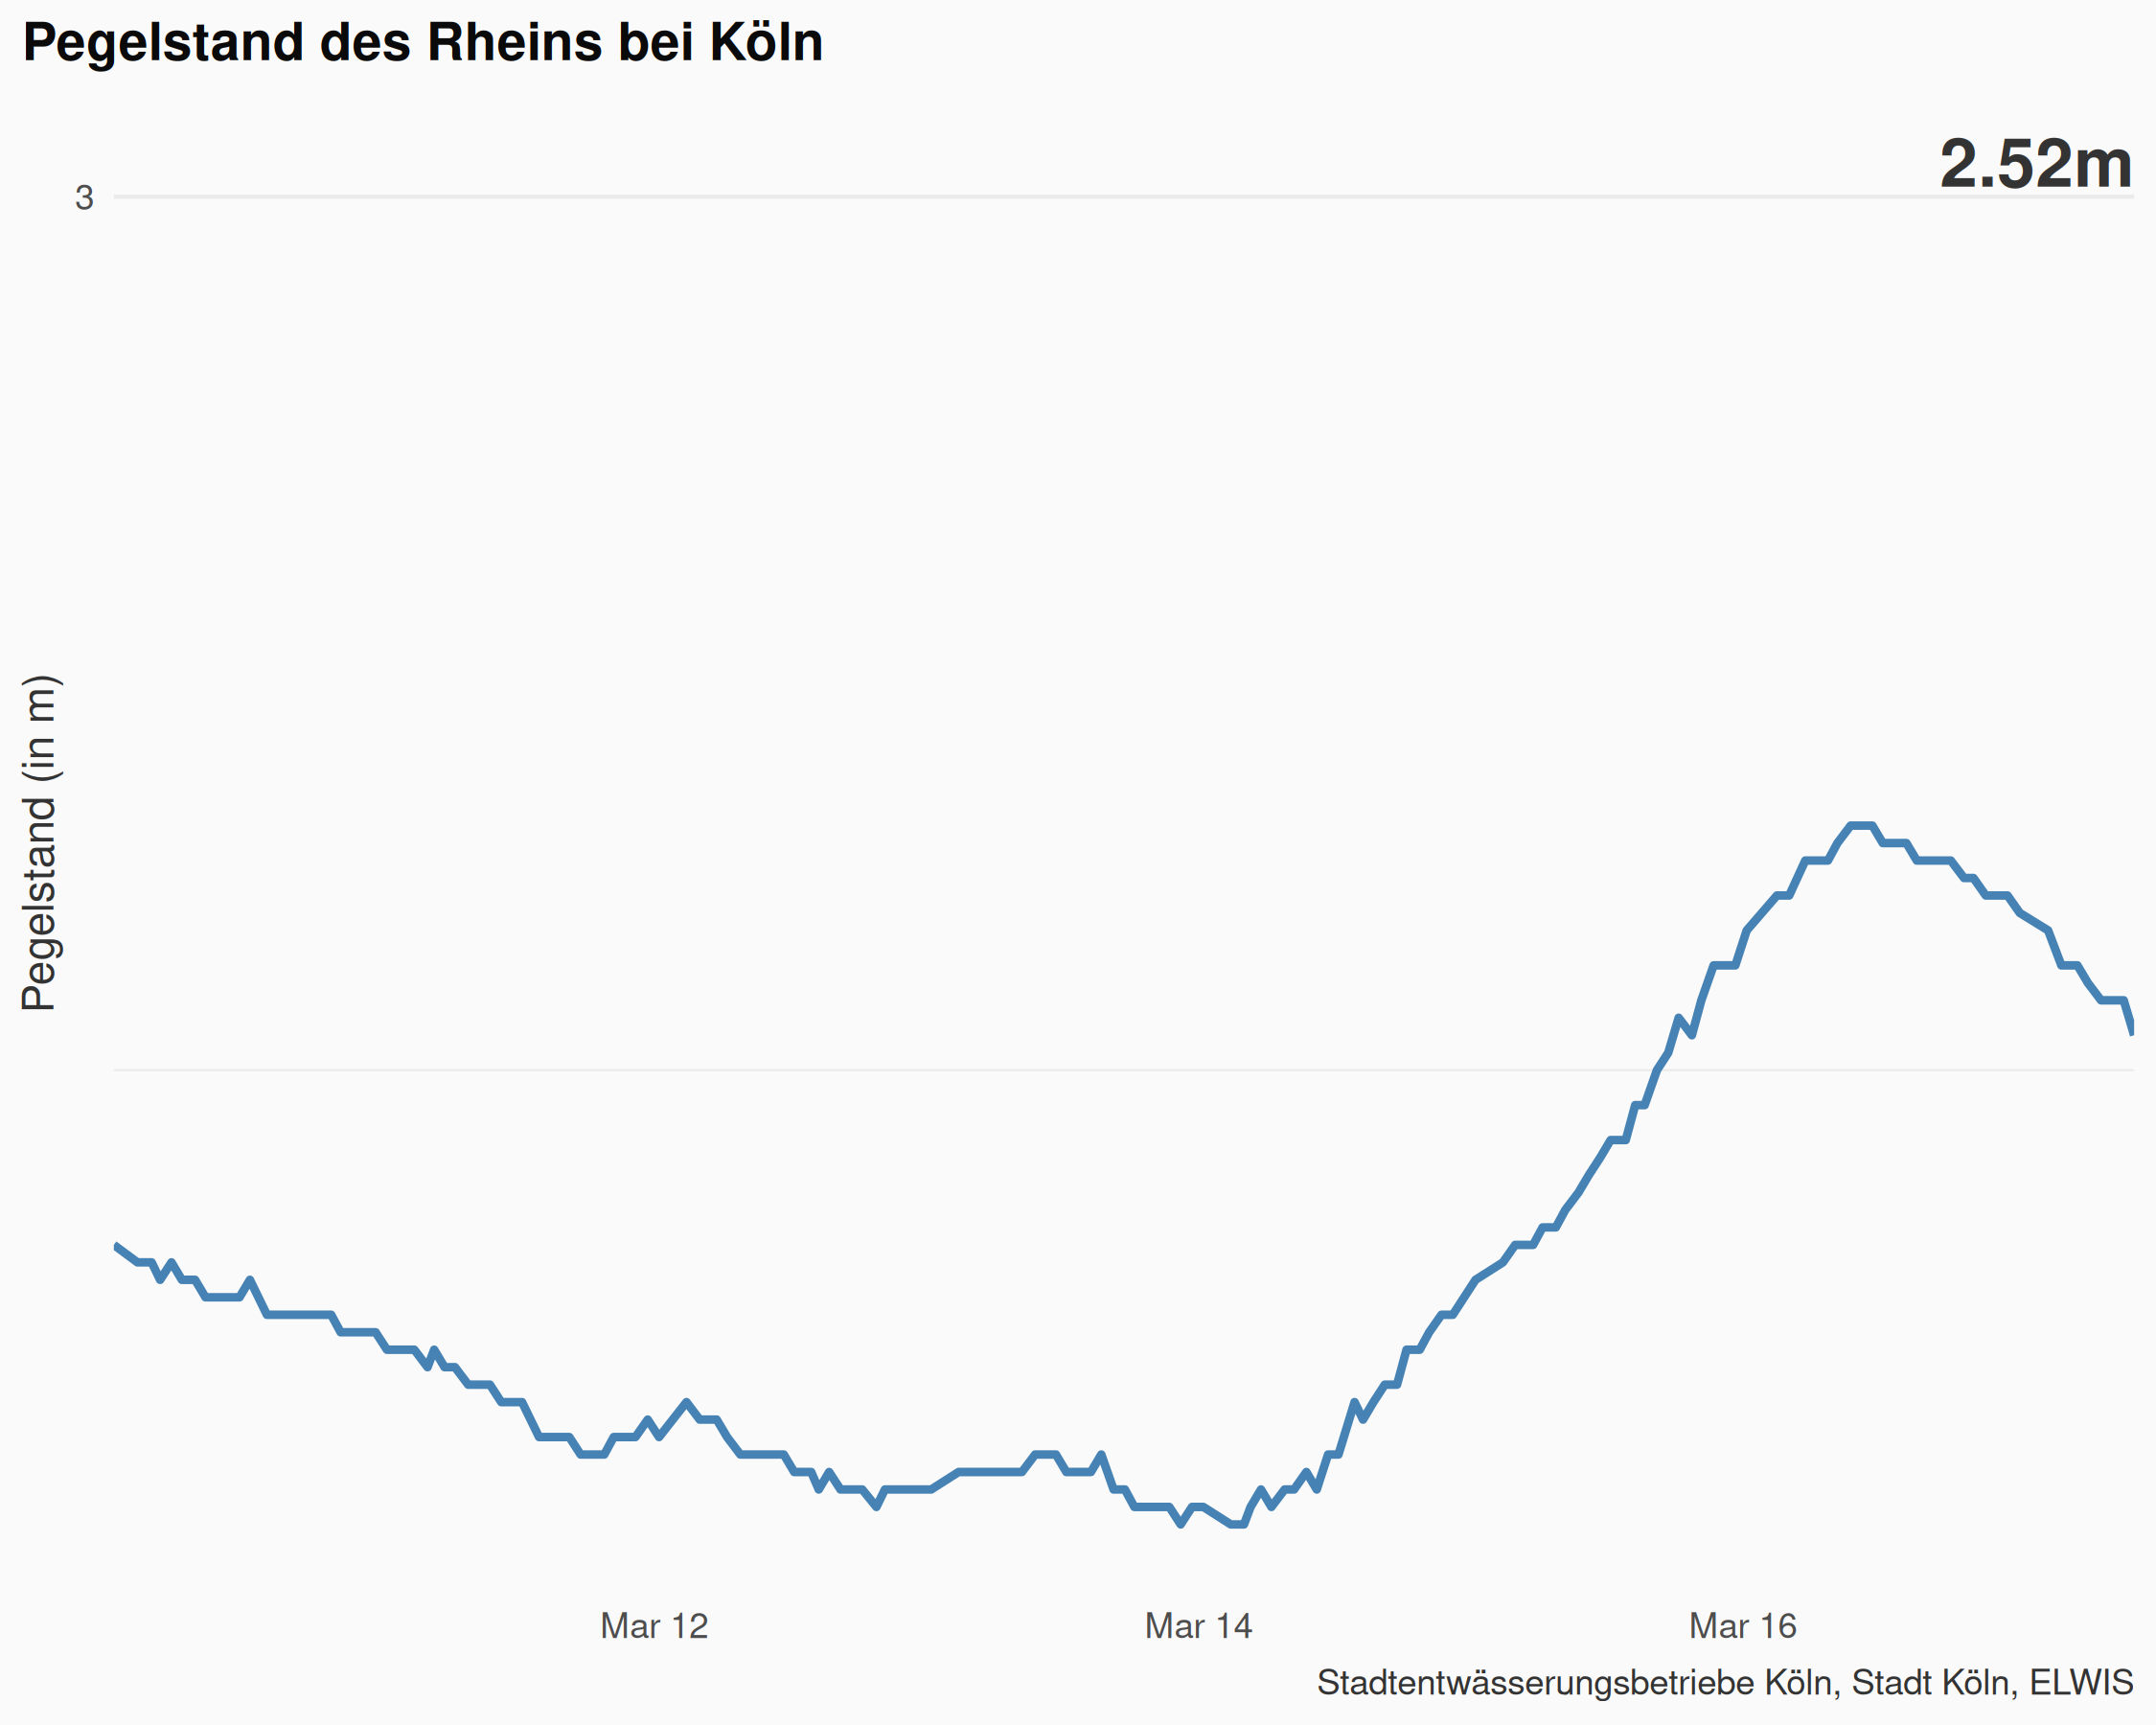 Pegelstand des Rheins bei Köln
2.52m
3
Pegelstand (in m)
Mar 12
Mar 14
Mar 16
Stadtentwässerungsbetriebe Köln, Stadt Köln, ELWIS